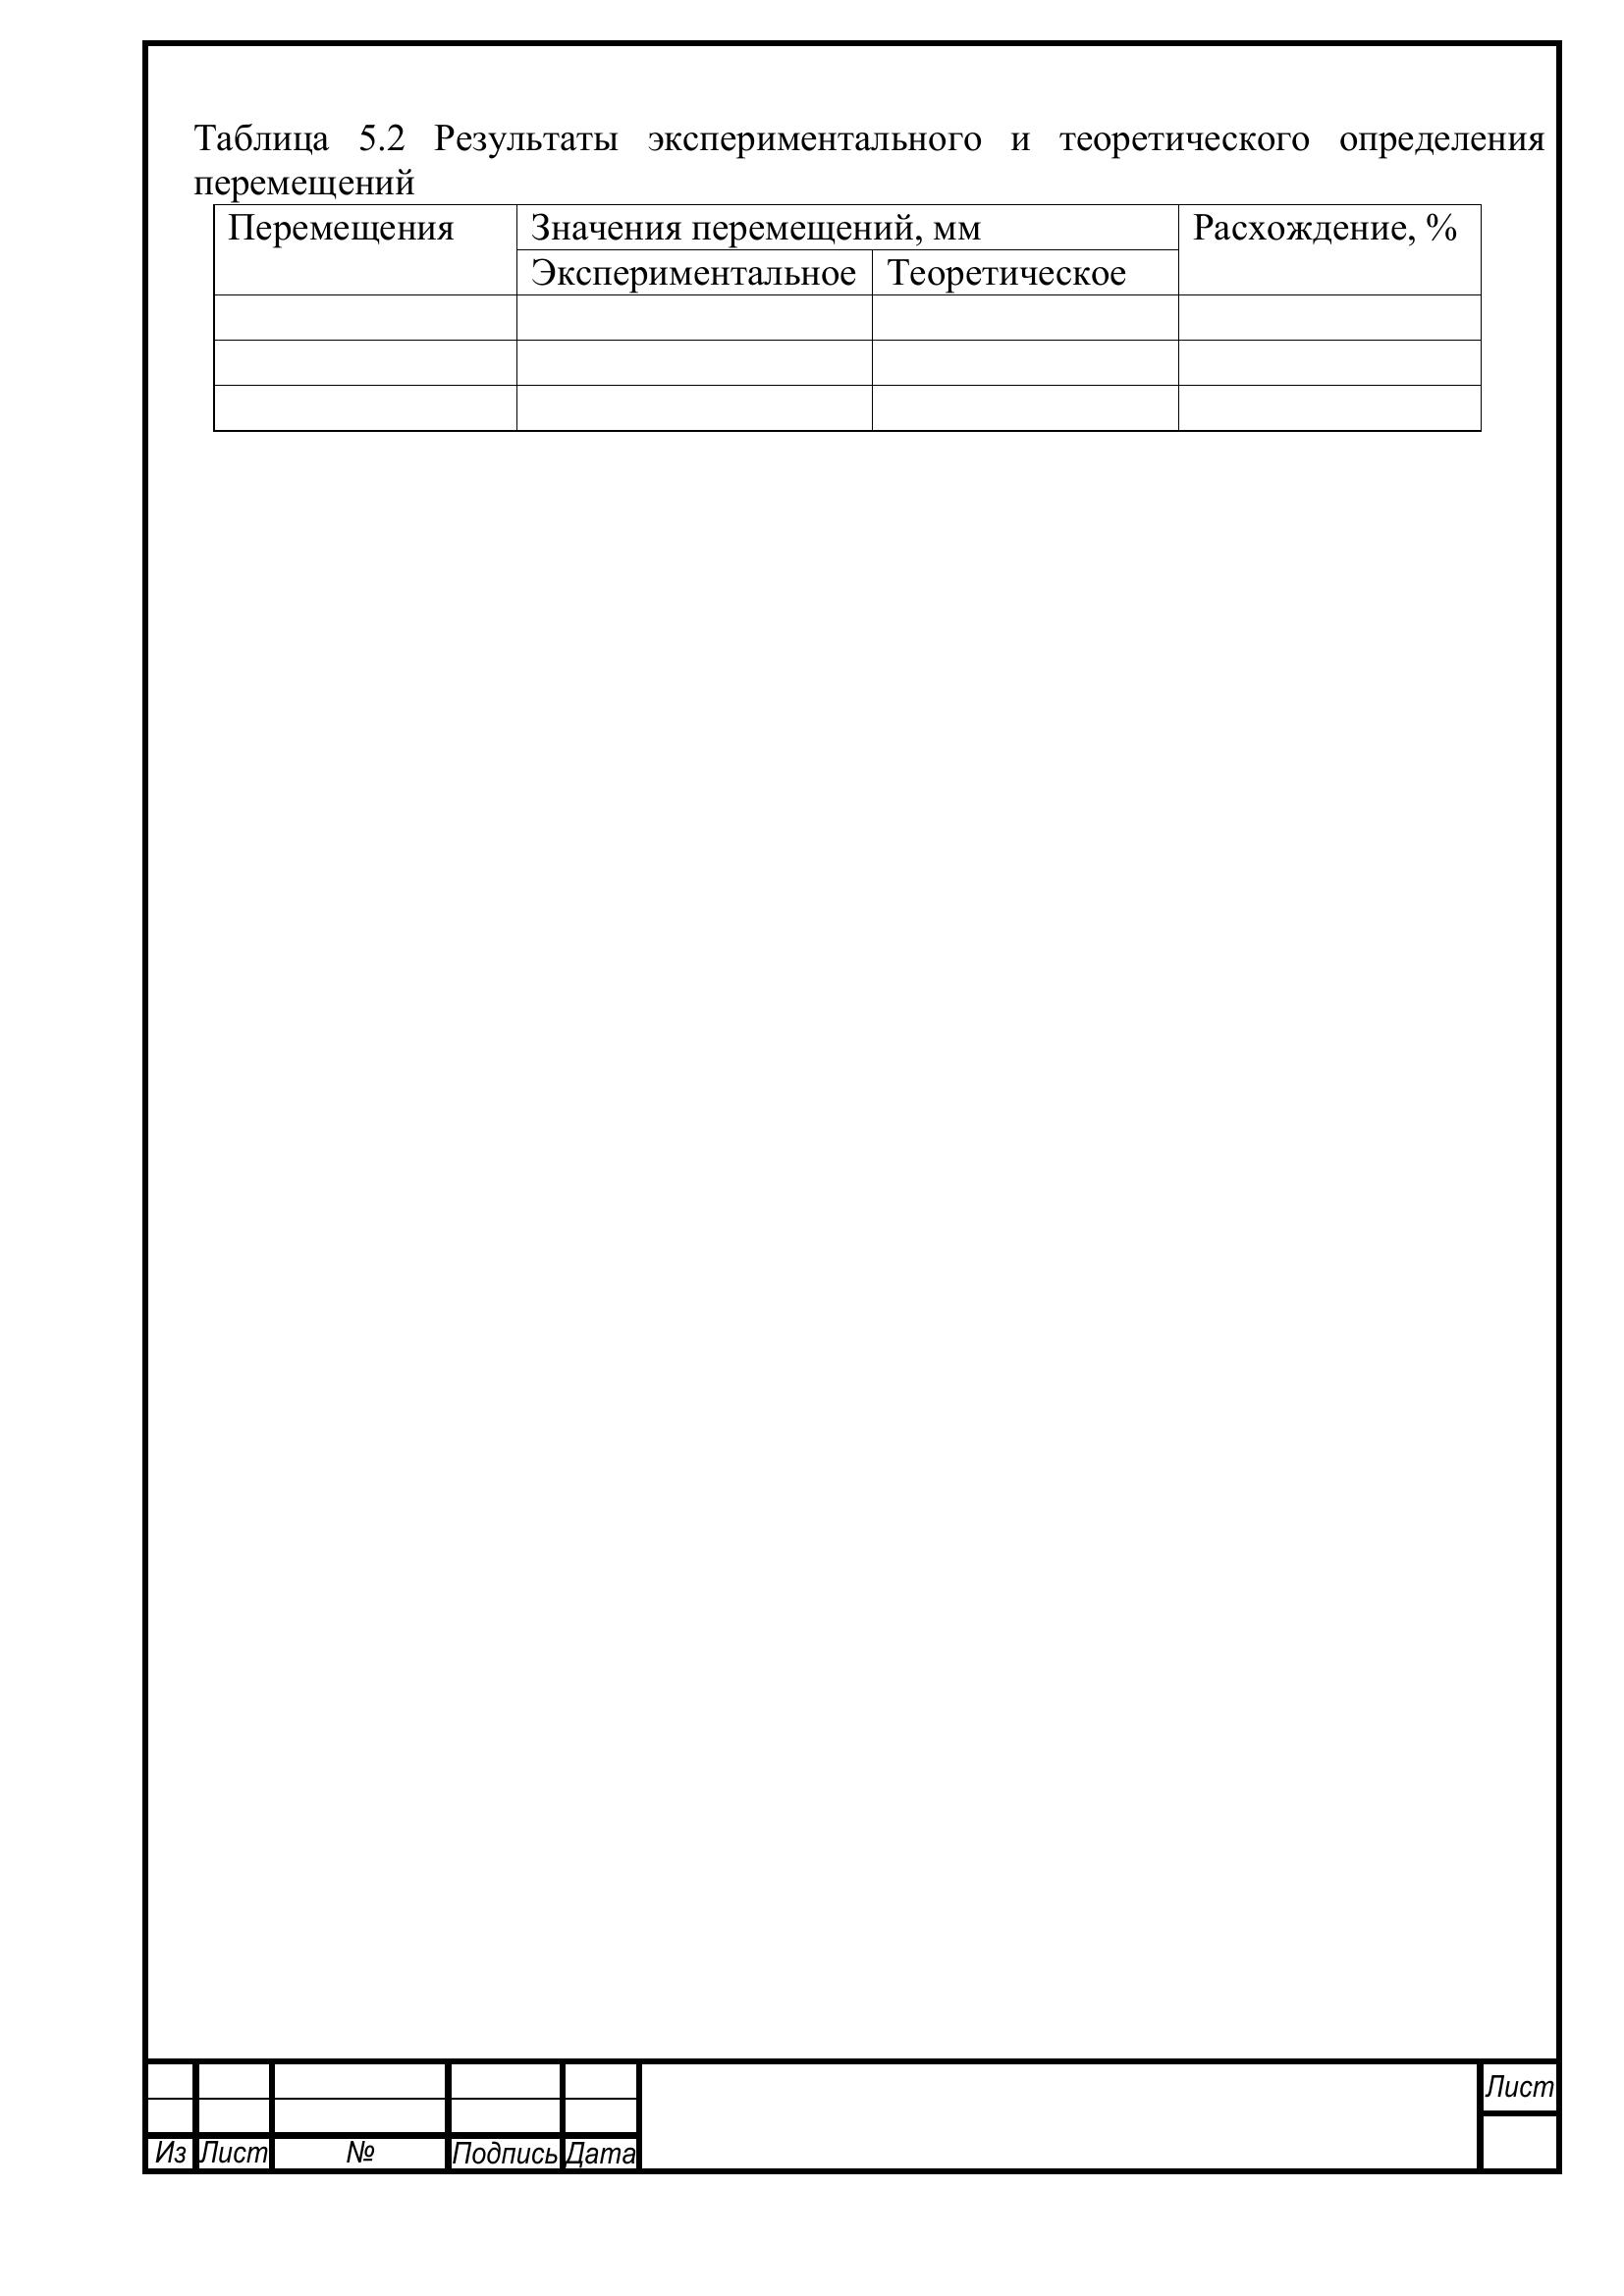 Таблица 5.2 Результаты экспериментального и теоретического определения
перемещений
Перемещения Значения перемещений, мм Расхождение, %
Экспериментальное Теоретическое
Лист
Из Лист № Подпись Дата